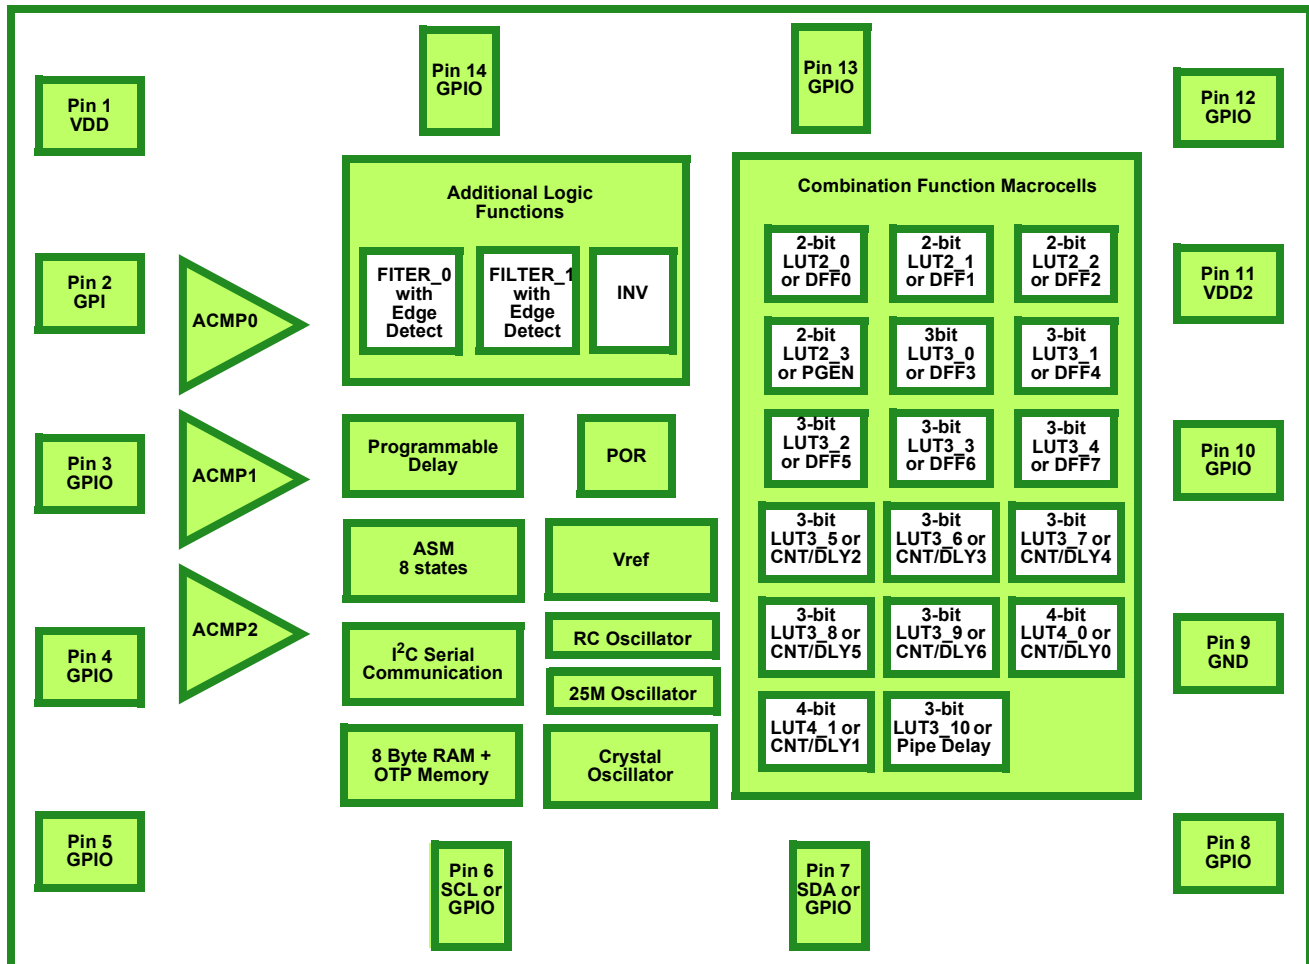 Pin 14
GPIO
Pin 13
GPIO
Pin 1
VDD
Pin 12
GPIO
Additional Logic
Functions
FITER_0
with
Edge
Detect
FILTER_1
with
Edge
Detect
INV
Combination Function Macrocells
2-bit
LUT2_0
or DFF0
2-bit
LUT2_1
or DFF1
2-bit
LUT2_2
or DFF2
2-bit
LUT2_3
or PGEN
3bit
LUT3_0
or DFF3
3-bit
LUT3_1
or DFF4
3-bit
LUT3_2
or DFF5
3-bit
LUT3_3
or DFF6
3-bit
LUT3_4
or DFF7
3-bit
LUT3_5 or
CNT/DLY2
3-bit
LUT3_6 or
CNT/DLY3
3-bit
LUT3_7 or
CNT/DLY4
3-bit
LUT3_8 or
CNT/DLY5
3-bit
LUT3_9 or
CNT/DLY6
4-bit
LUT4_0 or
CNT/DLY0
4-bit
LUT4_1 or
CNT/DLY1
3-bit
LUT3_10 or
Pipe Delay
Pin 2
GPI
ACMP0
Pin 11
VDD2
Pin 3
GPIO
ACMP1
Programmable
Delay
POR
Pin 10
GPIO
ASM
8 states
Vref
ACMP2
RC Oscillator
I2C Serial
Communication
Pin 4
GPIO
Pin 9
GND
25M Oscillator
8 Byte RAM +
OTP Memory
Crystal
Oscillator
Pin 5
GPIO
Pin 6
SCL or
GPIO
Pin 7
SDA or
GPIO
Pin 8
GPIO